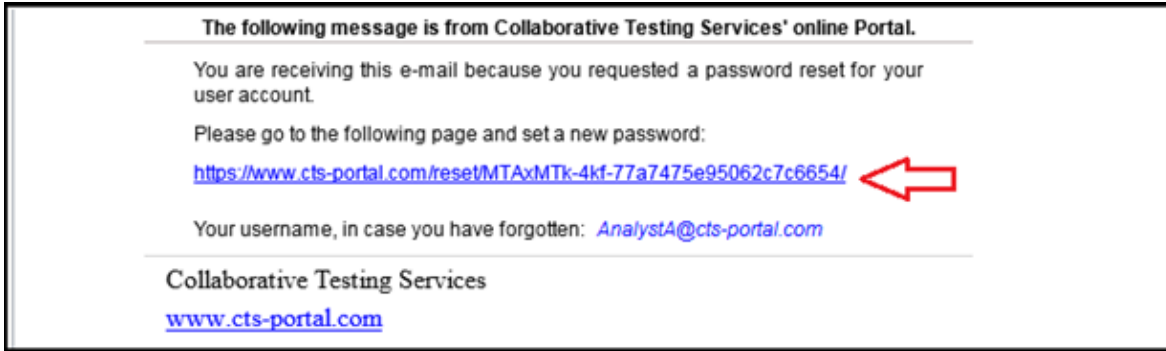 The following message is from Collaborative Testing Services' online Portal.
You are receiving this e-mail because you requested a password reset for your
user account.
Please go to the following page and set a new password:
https://www.cts-portal.com/reset/MTAxMTk-4kf-77a7475e95062c7c6654/
Your username, in case you have forgotten: AnalystA@cts-portal.com
Collaborative Testing Services
www.cts-portal.com